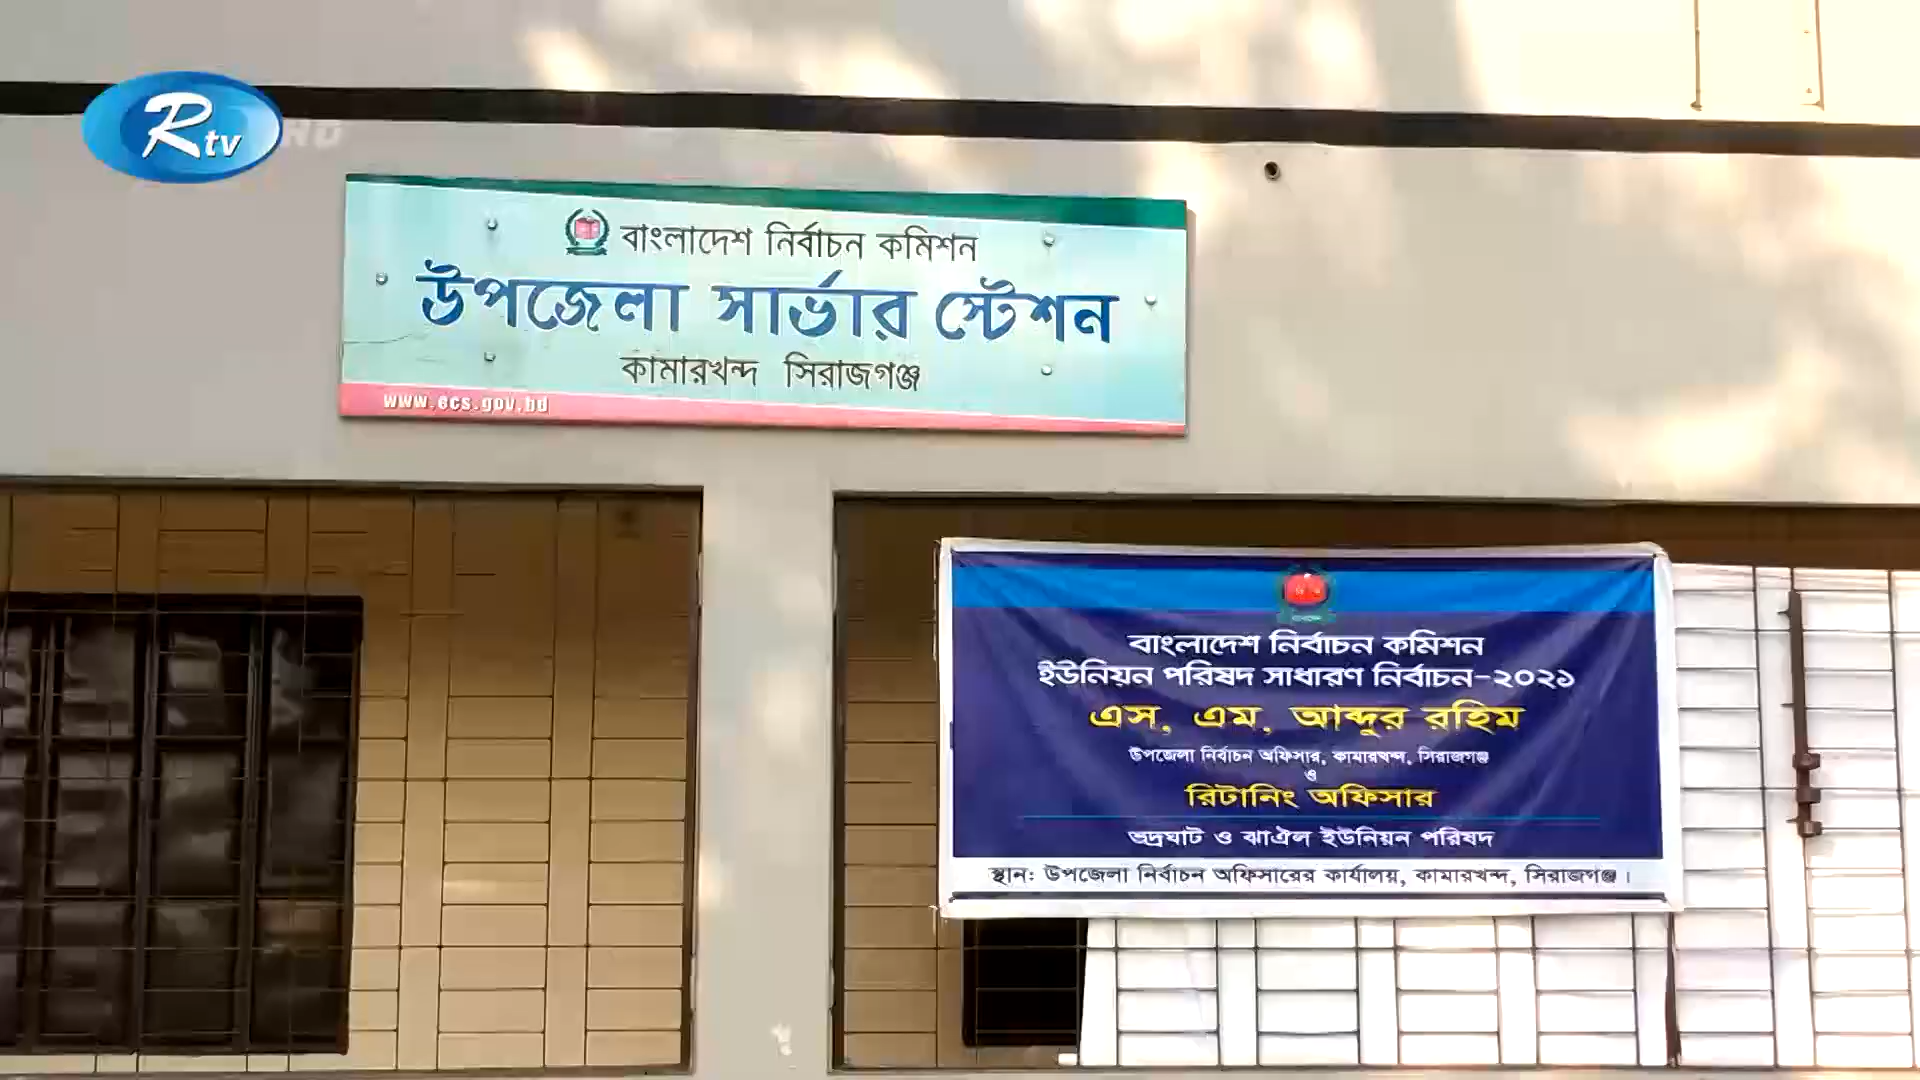 Rtv
HD
বাংলাদেশ নির্বাচন কমিশন
উপজেলা সার্ভার স্টেশন
কামারখন্দ সিরাজগঞ্জ
www.ecs.gov.bd
বাংলাদেশ নির্বাচন কমিশন
ইউনিয়ন পরিষদ সাধারণ নির্বাচন-২০২১
এস, এম, আব্দুর রহিম
উপজেলা নির্বাচন অফিসার, কামারখন্দ, সিরাজগঞ্জ
ও
রিটানিং অফিসার
ভদ্রঘাট ও ঝাঐল ইউনিয়ন পরিষদ
স্থান: উপজেলা নির্বাচন অফিসারের কার্যালয়, কামারখন্দ, সিরাজগঞ্জ।